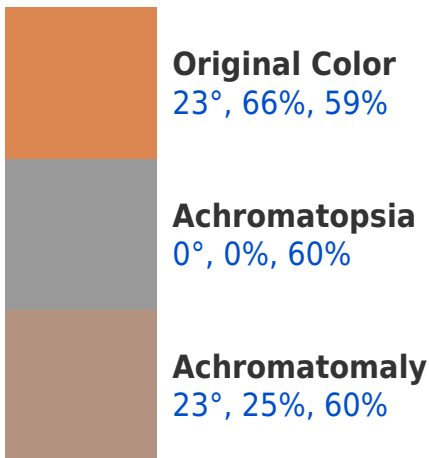 Original Color
23°, 66%, 59%
Achromatopsia
0°, 0%, 60%
Achromatomaly
23°, 25%, 60%